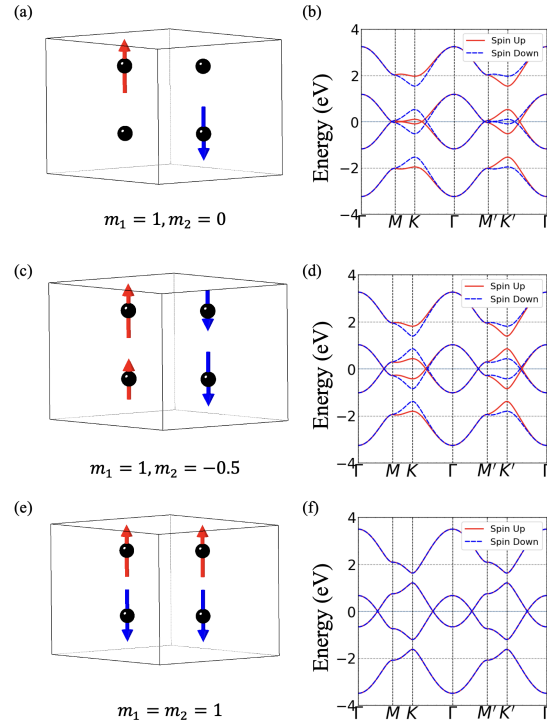 (a)
(b)
4
2
0
−2
−4
Energy (eV)
Spin Up
Spin Down
Γ M K Γ M′ K′ Γ
m₁ = 1, m₂ = 0
(c)
(d)
4
2
0
−2
−4
Energy (eV)
Spin Up
Spin Down
Γ M K Γ M′ K′ Γ
m₁ = 1, m₂ = −0.5
(e)
(f)
4
2
0
−2
−4
Energy (eV)
Spin Up
Spin Down
Γ M K Γ M′ K′ Γ
m₁ = m₂ = 1